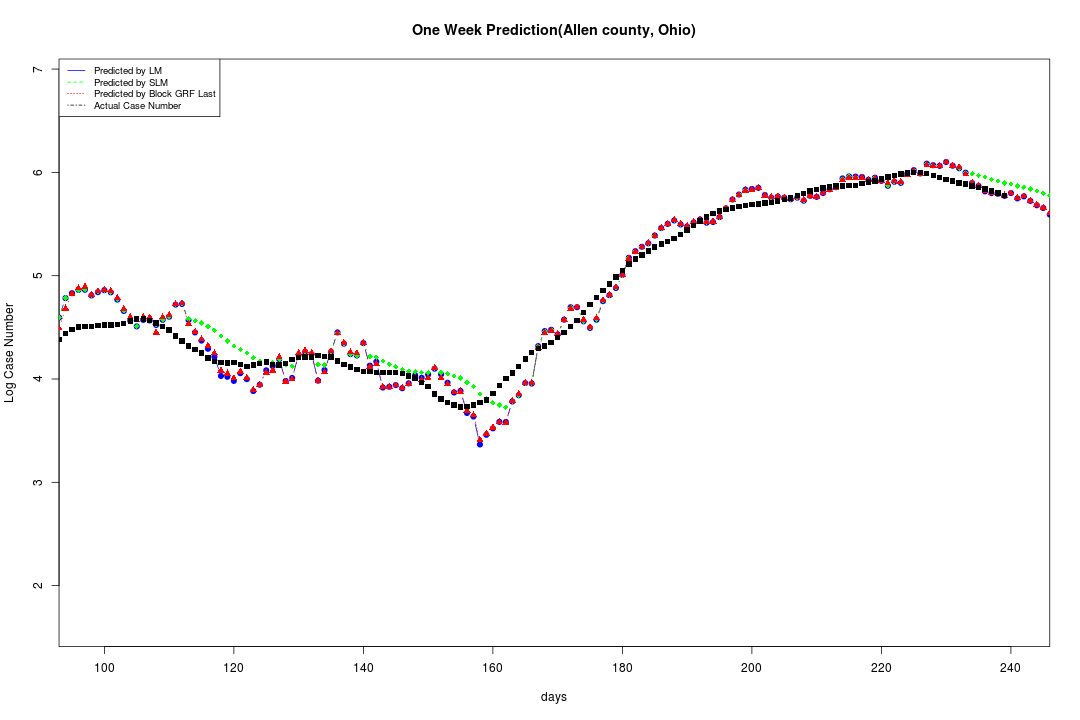 One Week Prediction(Allen county, Ohio)
Predicted by LM
Predicted by SLM
Predicted by Block GRF Last
Actual Case Number
7
6
5
4
3
2
Log Case Number
100 120 140 160 180 200 220 240
days